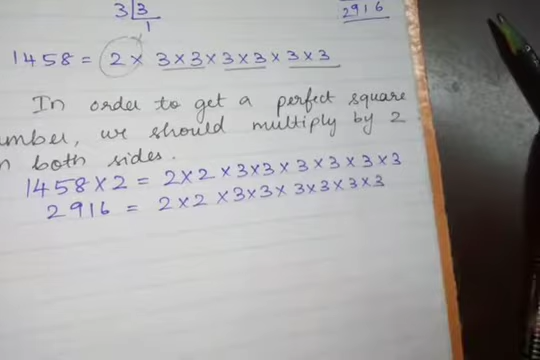 3 | 3
1
2916
1458 = 2 × 3 × 3 × 3 × 3 × 3 × 3
In order to get a perfect square
umber, we should multiply by 2
n both sides.
1458 × 2 = 2 × 2 × 3 × 3 × 3 × 3 × 3 × 3
2916 = 2 × 2 × 3 × 3 × 3 × 3 × 3 × 3